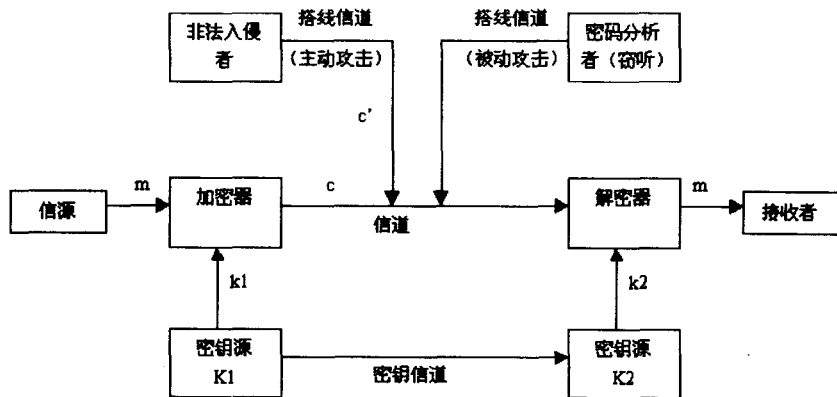 非法入侵
者
搭线信道
(主动攻击)
搭线信道
(被动攻击)
密码分析
者(窃听)
c'
信源
m
加密器
c
信道
解密器
m
接收者
k1
k2
密钥源
K1
密钥信道
密钥源
K2